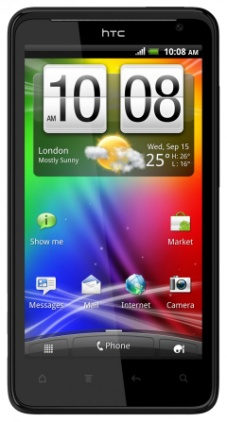 hTC
10:08 AM
10 08
AM
London
Mostly Sunny
Wed, Sep 15
25° H: 26°
L: 16°
Show me
Market
Messages
Mail
Internet
Camera
Phone